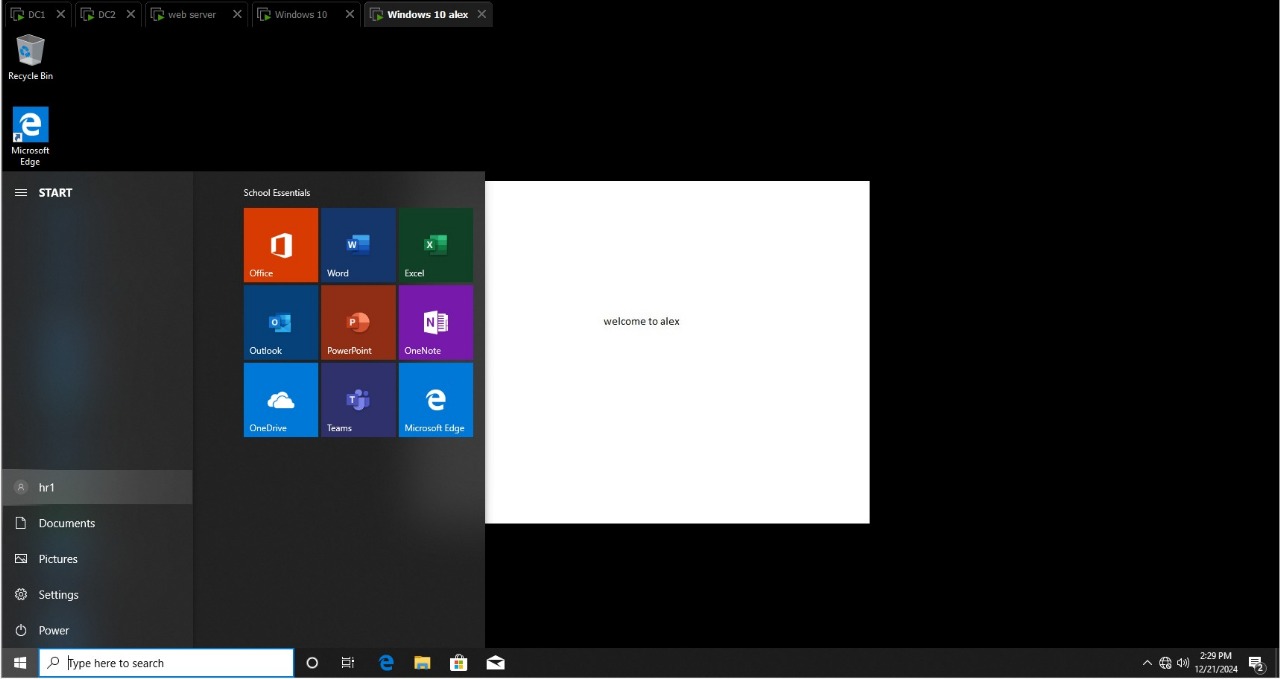 DC1
DC2
web server
Windows 10
Windows 10 alex
Recycle Bin
Microsoft
Edge
START
School Essentials
Office
Word
Excel
Outlook
PowerPoint
OneNote
OneDrive
Teams
Microsoft Edge
welcome to alex
hr1
Documents
Pictures
Settings
Power
Type here to search
2:29 PM
12/21/2024
2